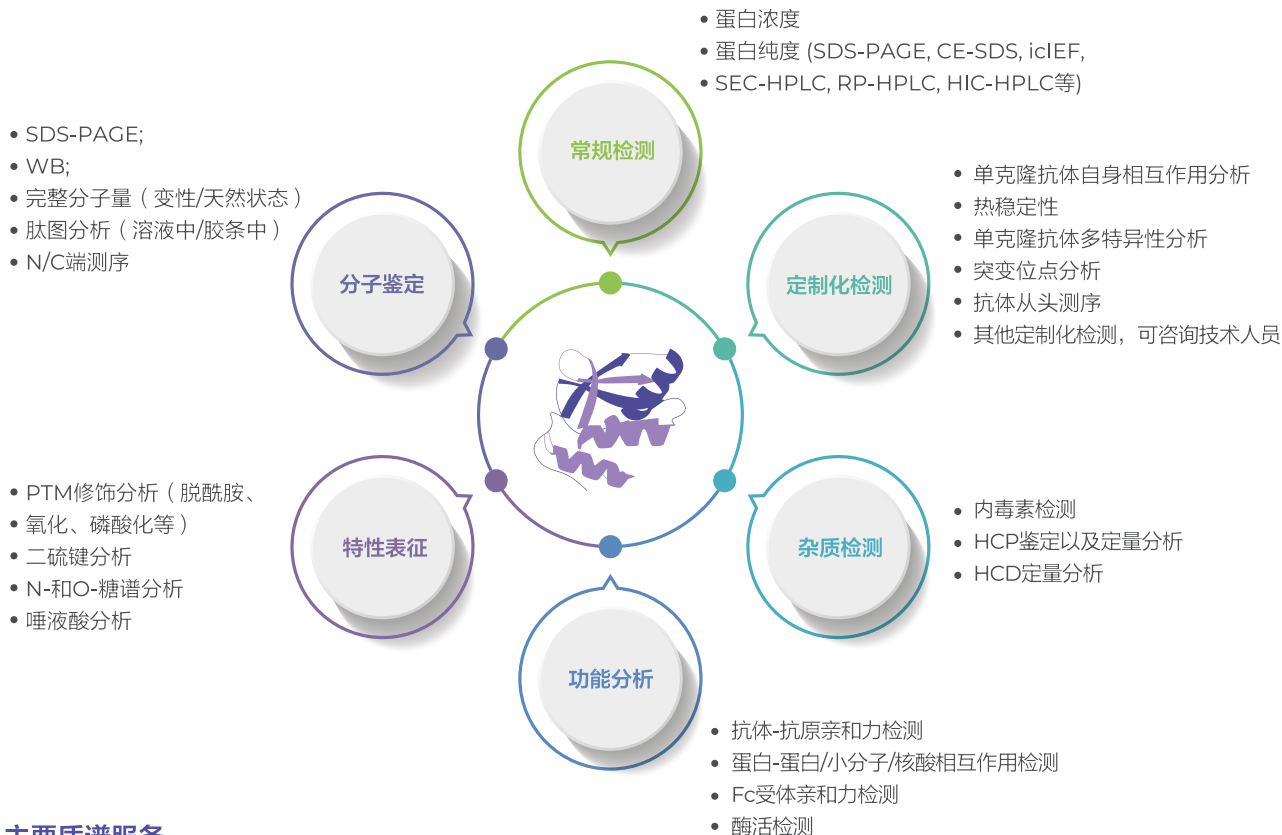 • 蛋白浓度
• 蛋白纯度 (SDS-PAGE, CE-SDS, icIEF,
• SEC-HPLC, RP-HPLC, HIC-HPLC等)
常规检测
• SDS-PAGE;
• WB;
• 完整分子量（变性/天然状态）
• 肽图分析（溶液中/胶条中）
• N/C端测序
分子鉴定
定制化检测
• 单克隆抗体自身相互作用分析
• 热稳定性
• 单克隆抗体多特异性分析
• 突变位点分析
• 抗体从头测序
• 其他定制化检测，可咨询技术人员
• PTM修饰分析（脱酰胺、
• 氧化、磷酸化等）
• 二硫键分析
• N-和O-糖谱分析
• 唾液酸分析
特性表征
杂质检测
• 内毒素检测
• HCP鉴定以及定量分析
• HCD定量分析
功能分析
• 抗体-抗原亲和力检测
• 蛋白-蛋白/小分子/核酸相互作用检测
• Fc受体亲和力检测
• 酶活检测
主要质谱服务